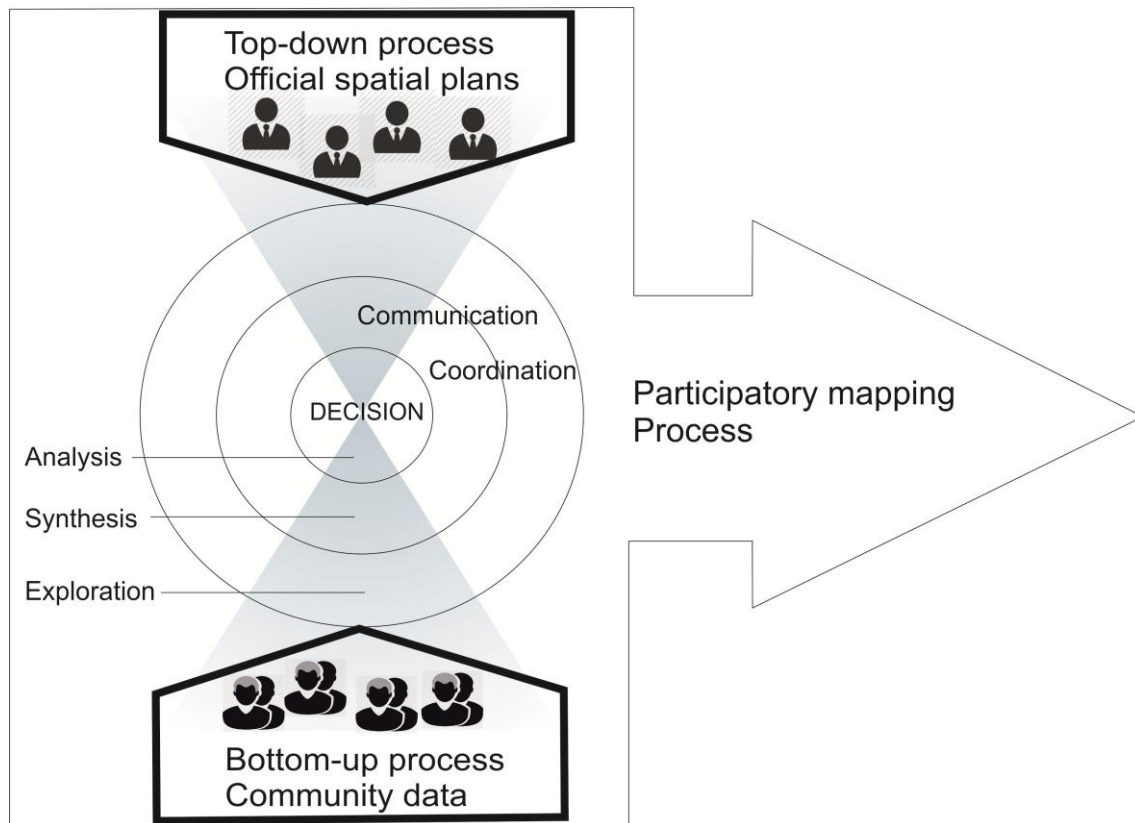 Top-down process
Official spatial plans
Communication
Coordination
DECISION
Participatory mapping
Process
Analysis
Synthesis
Exploration
Bottom-up process
Community data